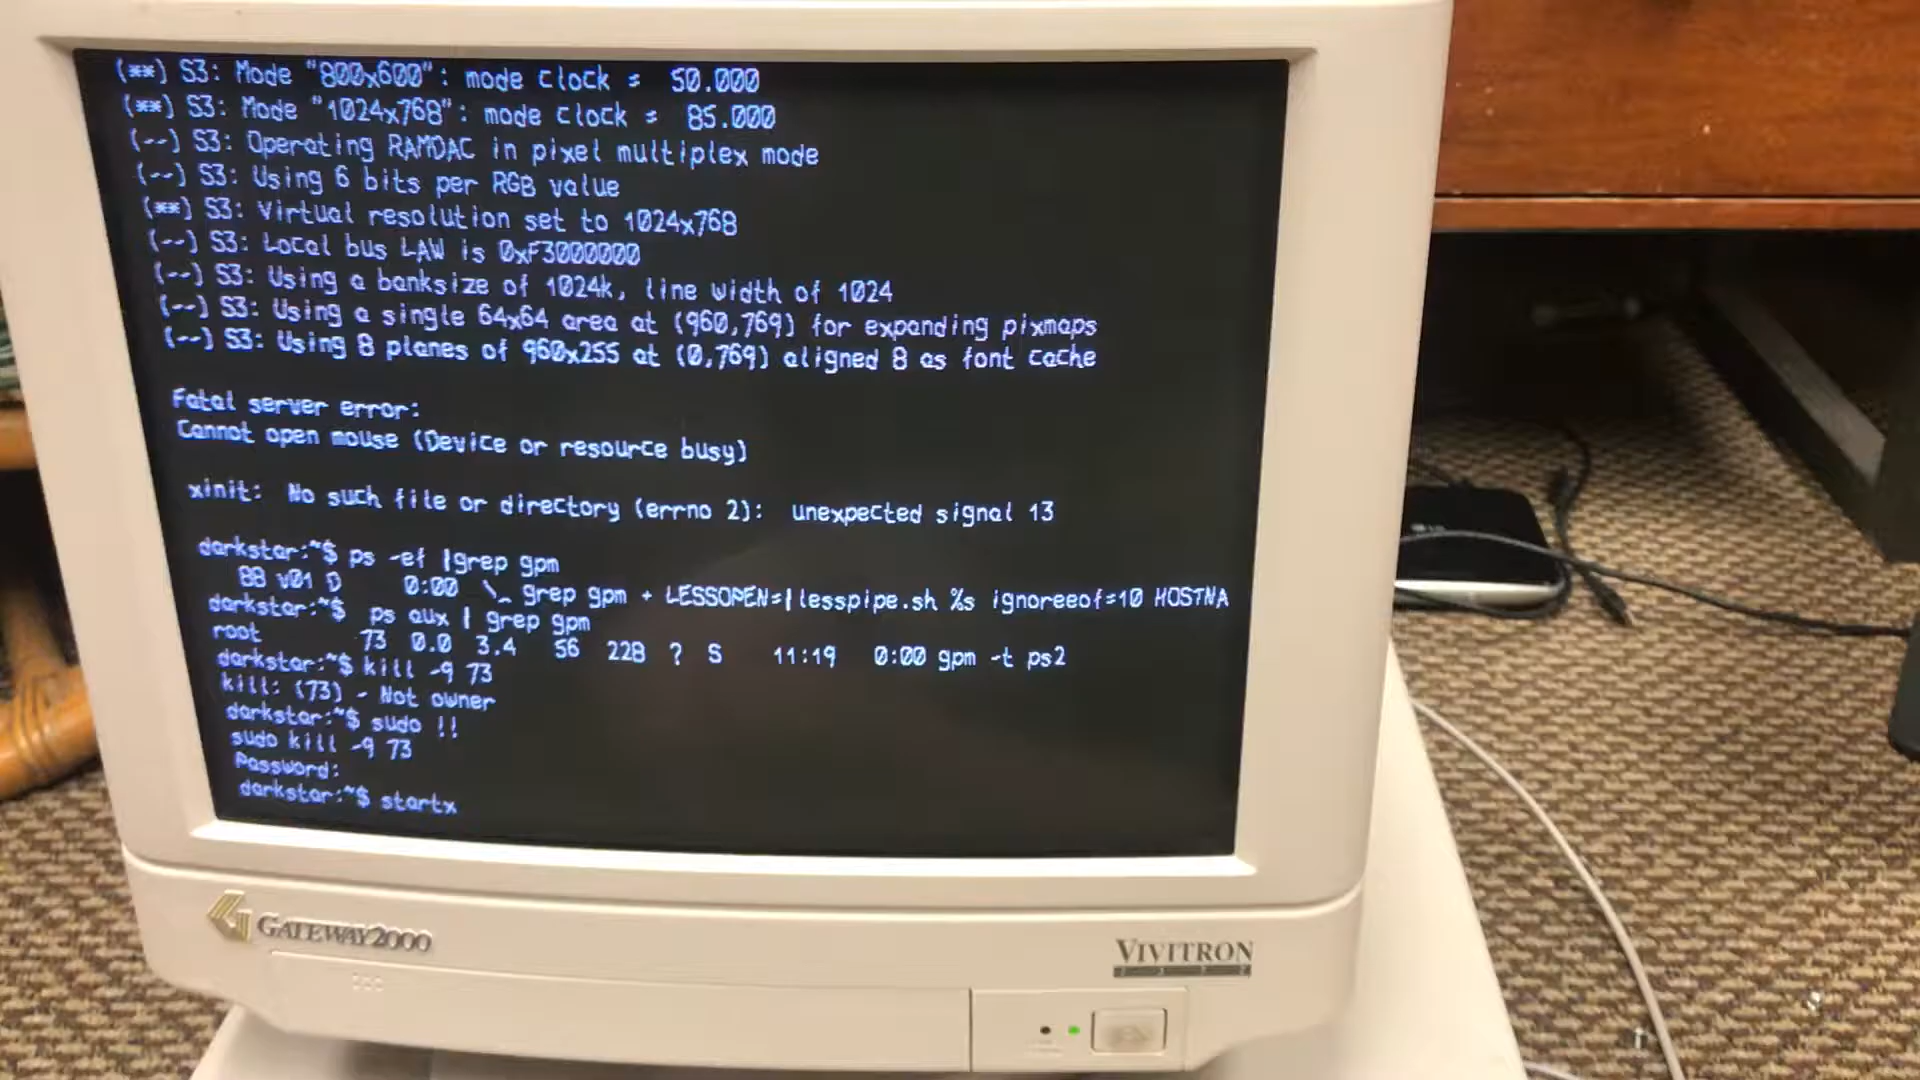 (**) S3: Mode "800x600": mode clock =  50.000
(**) S3: Mode "1024x768": mode clock =  85.000
(--) S3: Operating RAMDAC in pixel multiplex mode
(--) S3: Using 6 bits per RGB value
(**) S3: Virtual resolution set to 1024x768
(--) S3: Local bus LAW is 0xF3000000
(--) S3: Using a banksize of 1024k, line width of 1024
(--) S3: Using a single 64x64 area at (960,769) for expanding pixmaps
(--) S3: Using 8 planes of 960x255 at (0,769) aligned 8 as font cache
Fatal server error:
Cannot open mouse (Device or resource busy)
xinit:  No such file or directory (errno 2):  unexpected signal 13
darkstar:~$ ps -ef |grep gpm
88 v01 D     0:00  \_ grep gpm + LESSOPEN=|lesspipe.sh %s ignoreeof=10 HOSTNA
darkstar:~$  ps aux | grep gpm
root        73  0.0  3.4   56   228  ?  S    11:19   0:00 gpm -t ps2
darkstar:~$ kill -9 73
kill: (73) - Not owner
darkstar:~$ sudo !!
sudo kill -9 73
Password:
darkstar:~$ startx
GATEWAY2000
VIVITRON